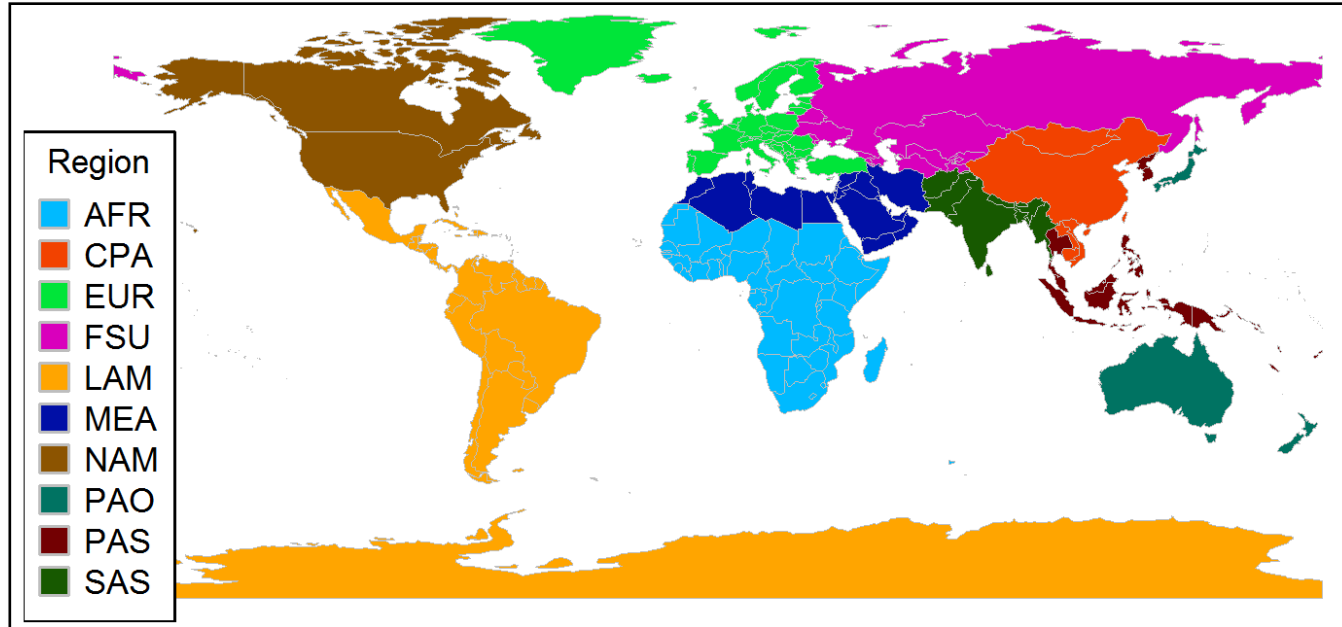 Region
AFR
CPA
EUR
FSU
LAM
MEA
NAM
PAO
PAS
SAS